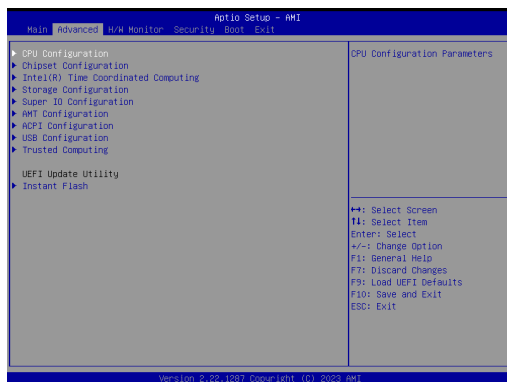 Aptio Setup - AMI
Main Advanced H/W Monitor Security Boot Exit
CPU Configuration
Chipset Configuration
Intel(R) Time Coordinated Computing
Storage Configuration
Super IO Configuration
AMT Configuration
ACPI Configuration
USB Configuration
Trusted Computing
UEFI Update Utility
Instant Flash
CPU Configuration Parameters
↔: Select Screen
↑↓: Select Item
Enter: Select
+/-: Change Option
F1: General Help
F7: Discard Changes
F9: Load UEFI Defaults
F10: Save and Exit
ESC: Exit
Version 2.22.1287 Copyright (C) 2023 AMI